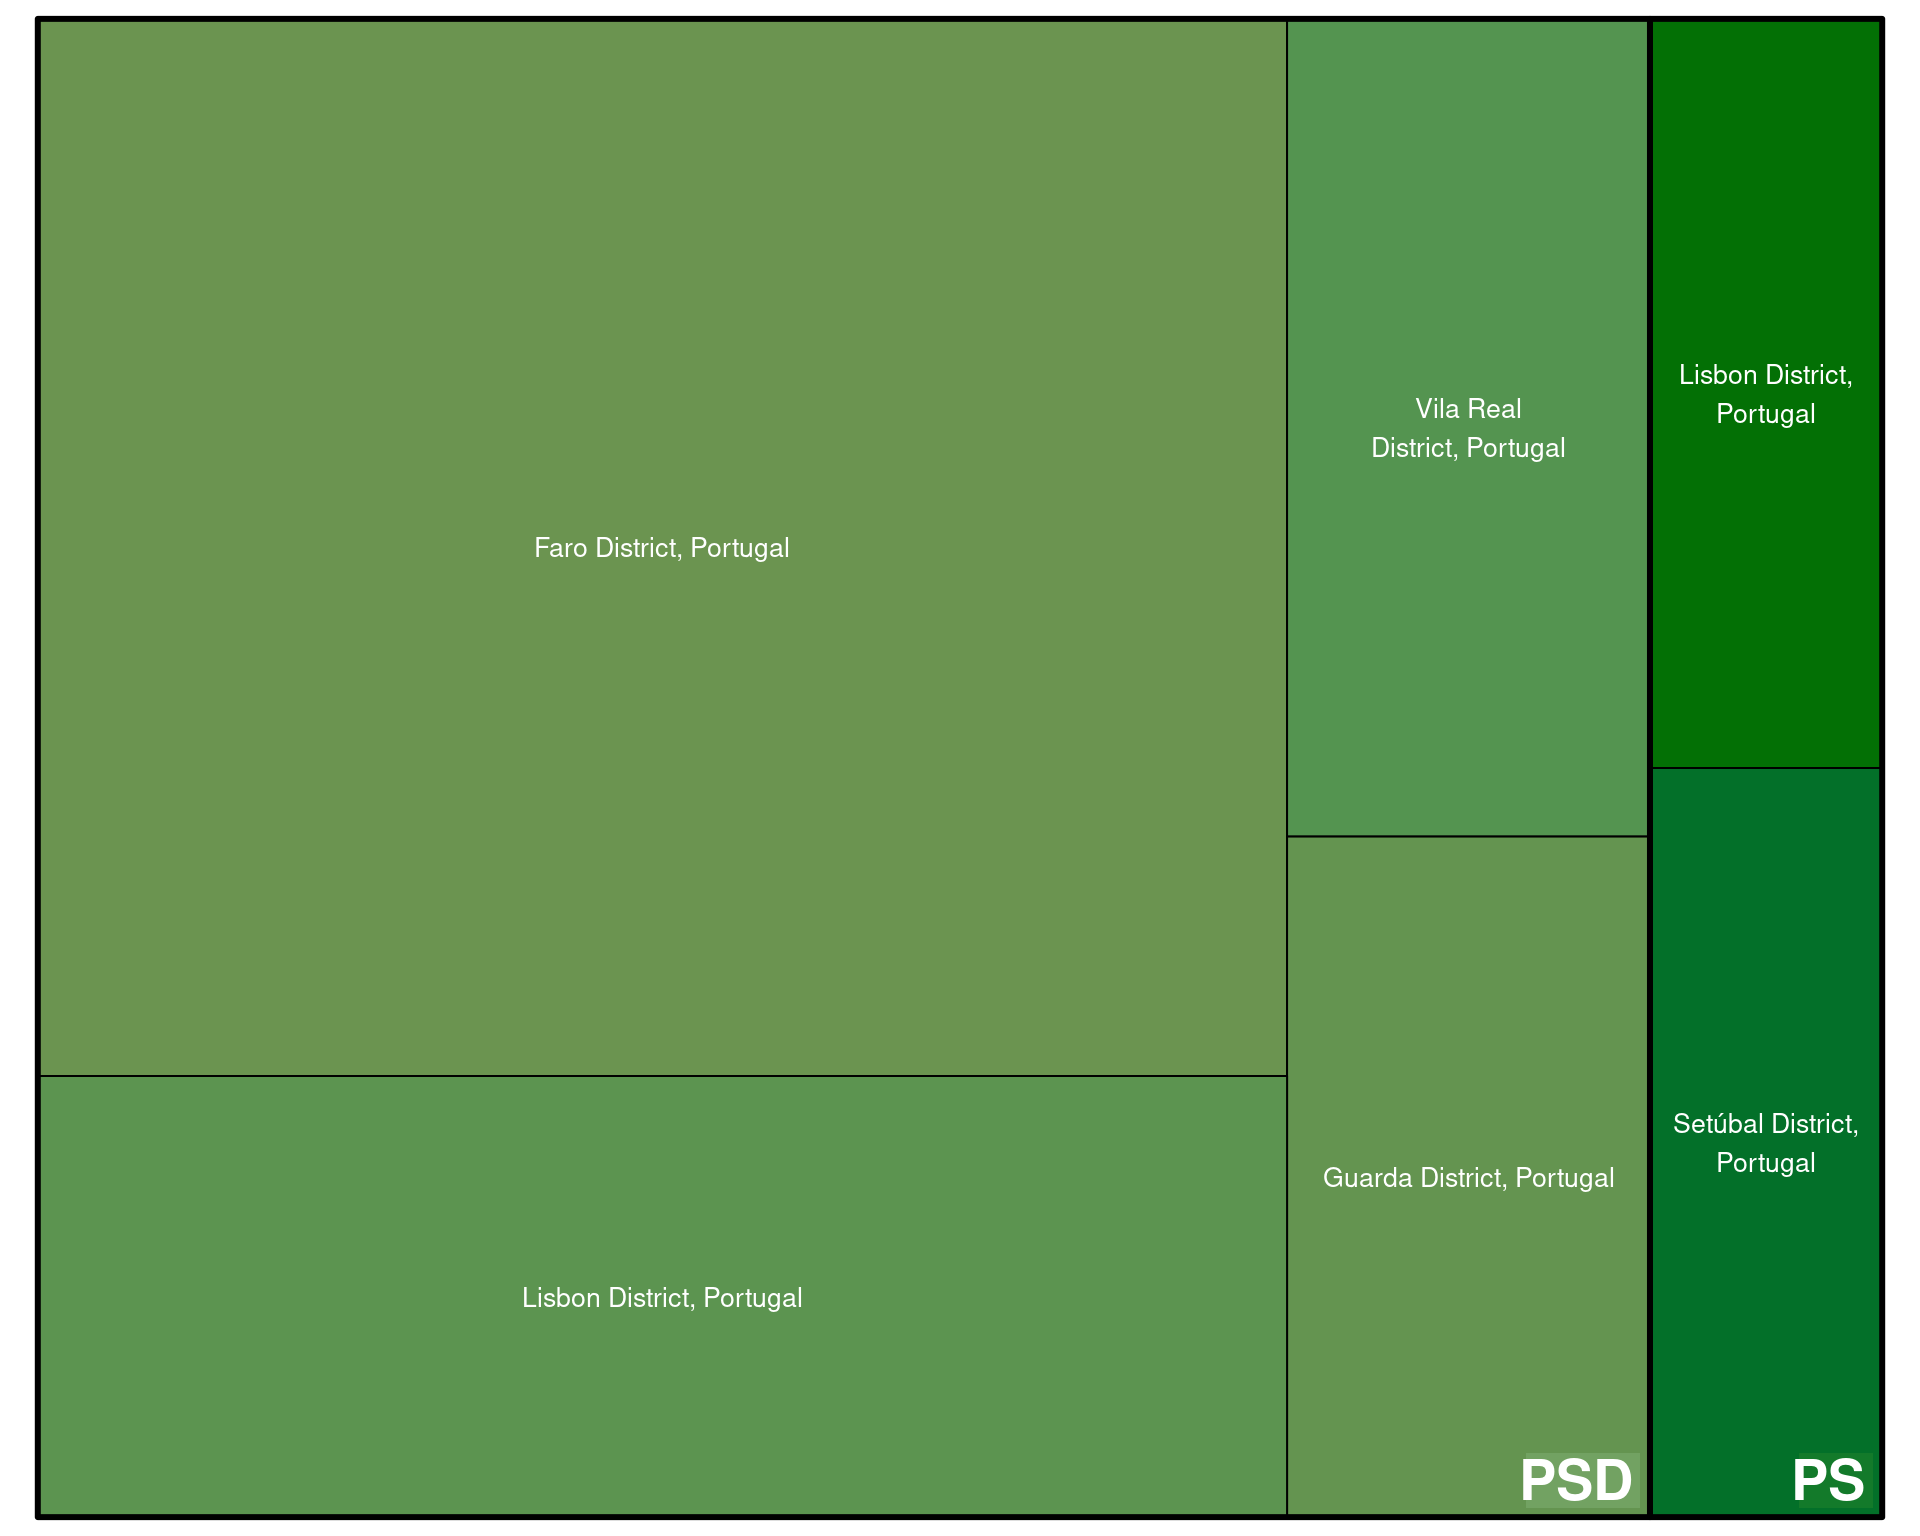 Faro District, Portugal
Lisbon District, Portugal
Vila Real
District, Portugal
Guarda District, Portugal
PSD
Lisbon District,
Portugal
Setúbal District,
Portugal
PS